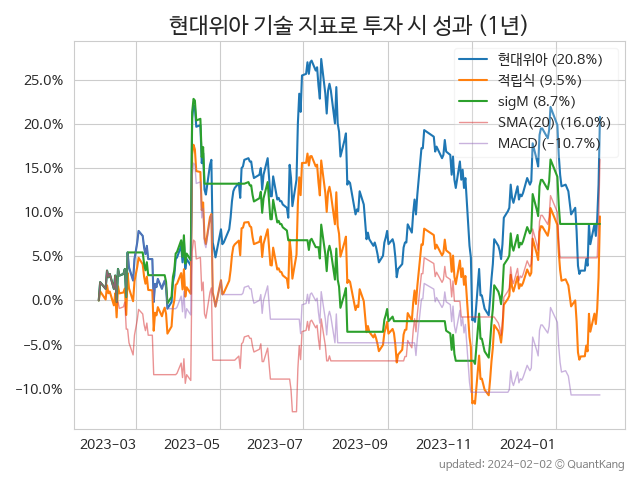 현대위아 기술 지표로 투자 시 성과 (1년)
현대위아 (20.8%)
적립식 (9.5%)
sigM (8.7%)
SMA(20) (16.0%)
MACD (−10.7%)
25.0%
20.0%
15.0%
10.0%
5.0%
0.0%
−5.0%
−10.0%
2023-03 2023-05 2023-07 2023-09 2023-11 2024-01
updated: 2024-02-02 © QuantKang